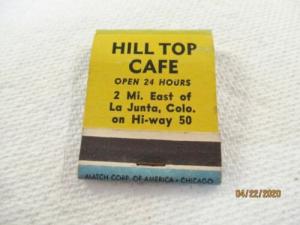 HILL TOP
CAFE
OPEN 24 HOURS
2 Mi. East of
La Junta, Colo.
on Hi-way 50
MATCH CORP. OF AMERICA • CHICAGO
04/22/2020